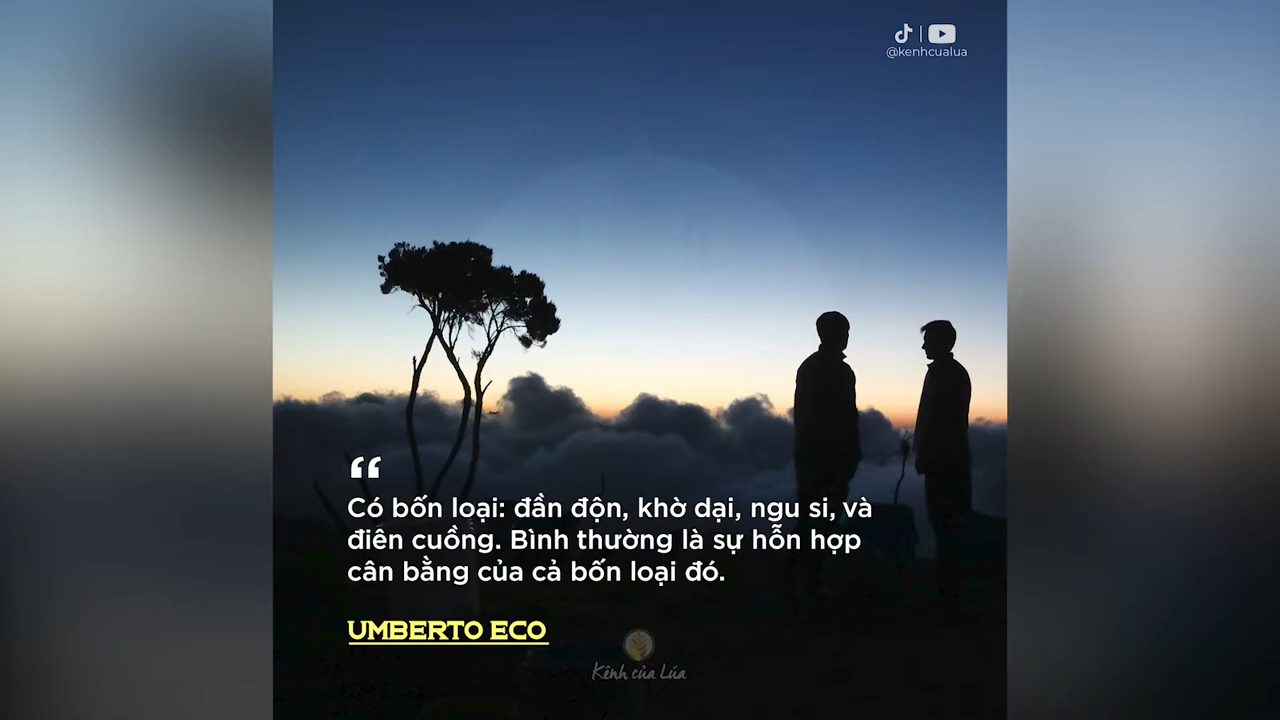 @kenhcualua
“
Có bốn loại: đần độn, khờ dại, ngu si, và
điên cuồng. Bình thường là sự hỗn hợp
cân bằng của cả bốn loại đó.
UMBERTO ECO
Kênh của Lúa